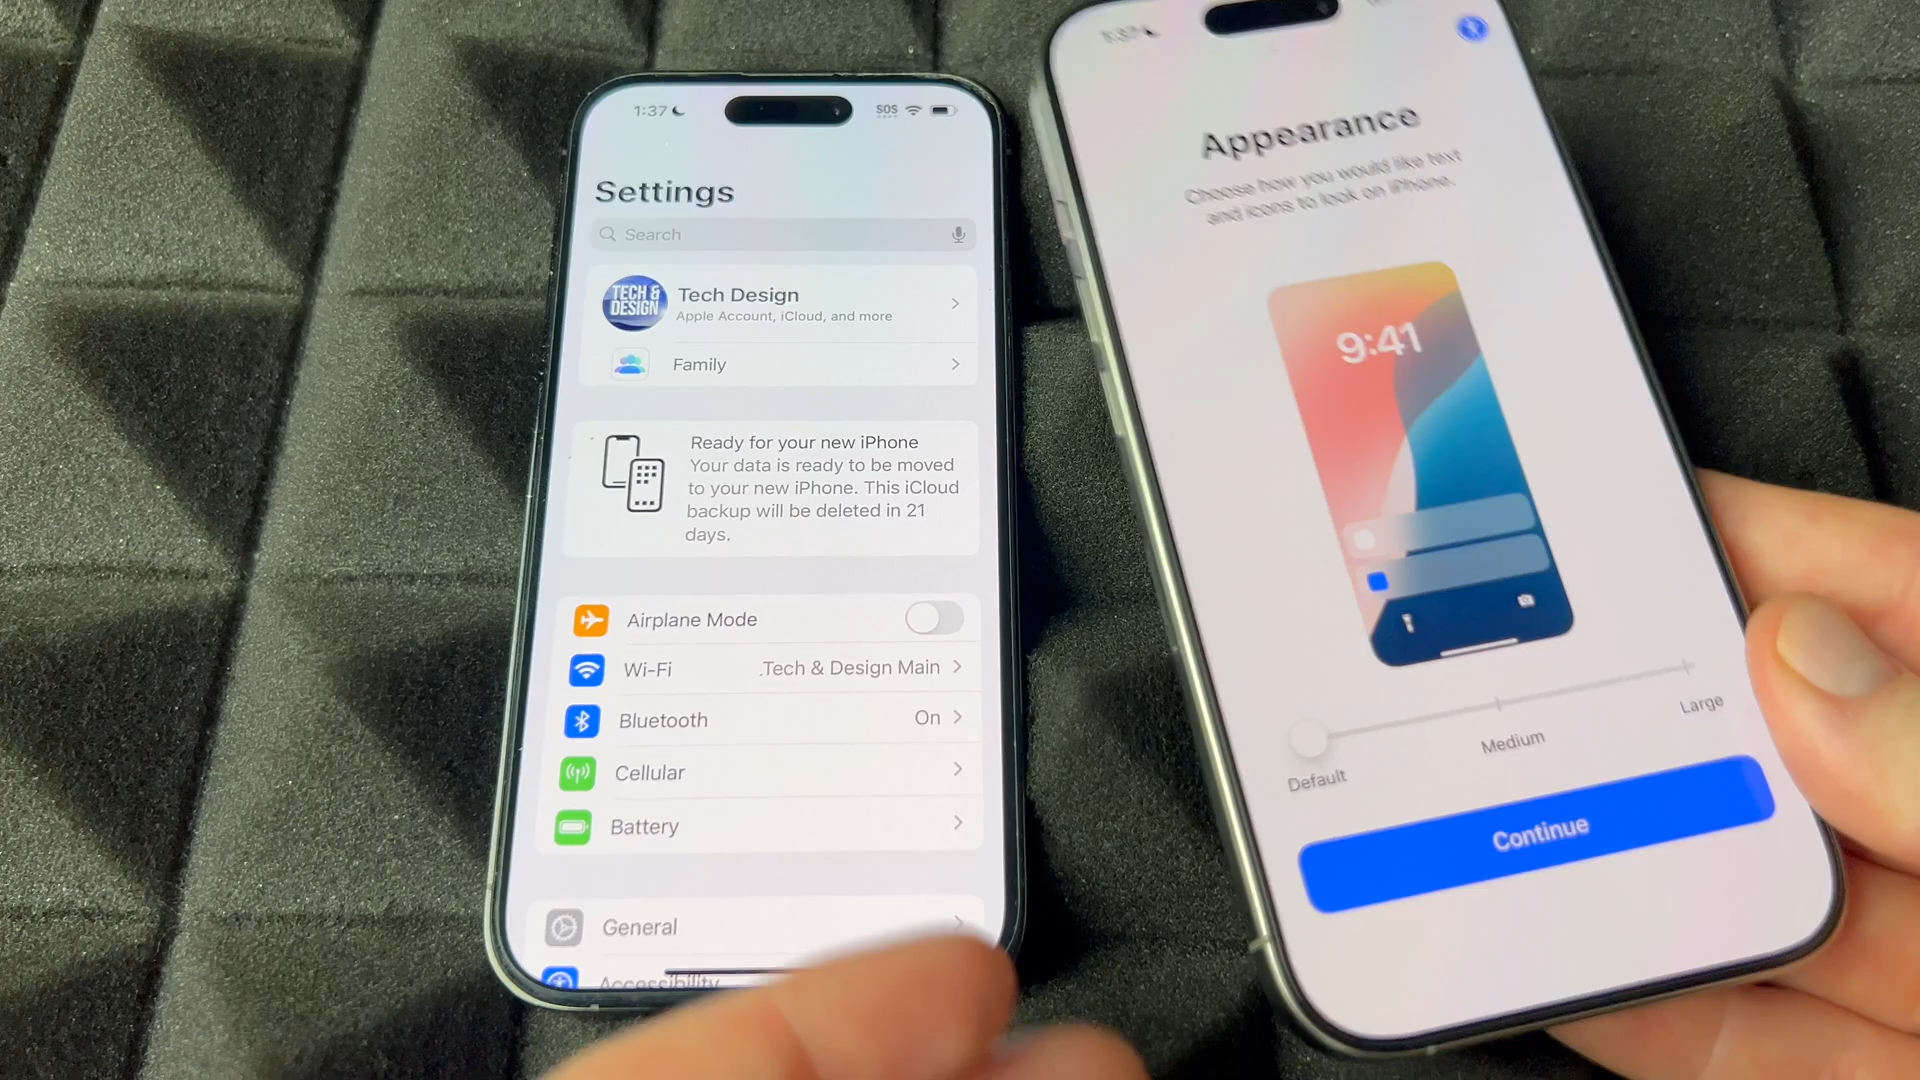 1:37
SOS
Settings
Search
TECH &
DESIGN
Tech Design
Apple Account, iCloud, and more
Family
Ready for your new iPhone
Your data is ready to be moved
to your new iPhone. This iCloud
backup will be deleted in 21
days.
Airplane Mode
Wi-Fi
.Tech & Design Main
Bluetooth
On
Cellular
Battery
General
Accessibility
1:37
Appearance
Choose how you would like text
and icons to look on iPhone.
9:41
Default
Medium
Large
Continue